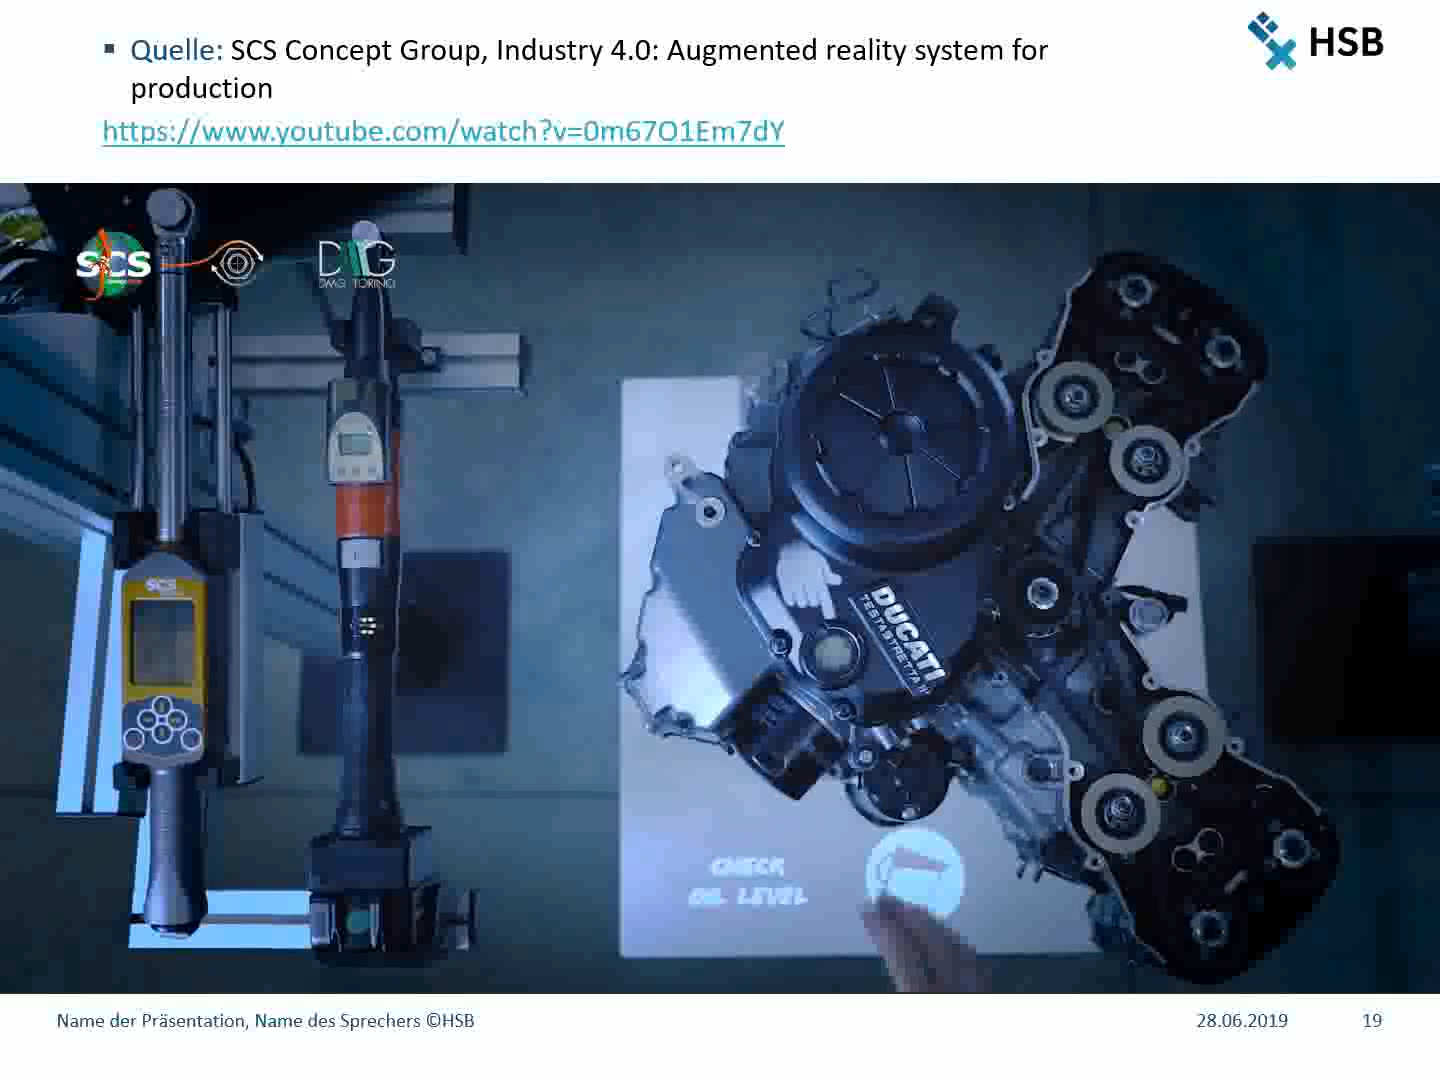 Quelle: SCS Concept Group, Industry 4.0: Augmented reality system for
production
https://www.youtube.com/watch?v=0m67O1Em7dY
HSB
SCS
DMG
DMG TORINO
SCS
DUCATI
TESTASTRETTA 11°
CHECK
OIL LEVEL
Name der Präsentation, Name des Sprechers ©HSB
28.06.2019
19